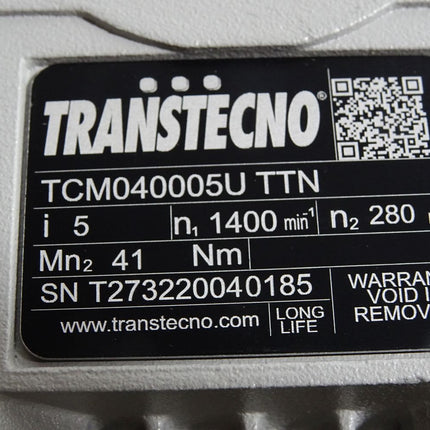 TRANSTECNO®
TCM040005U TTN
i 5 n₁ 1400 min⁻¹ n₂ 280
Mn₂ 41 Nm
SN T273220040185
www.transtecno.com
LONG
LIFE
WARRAN
VOID I
REMOV